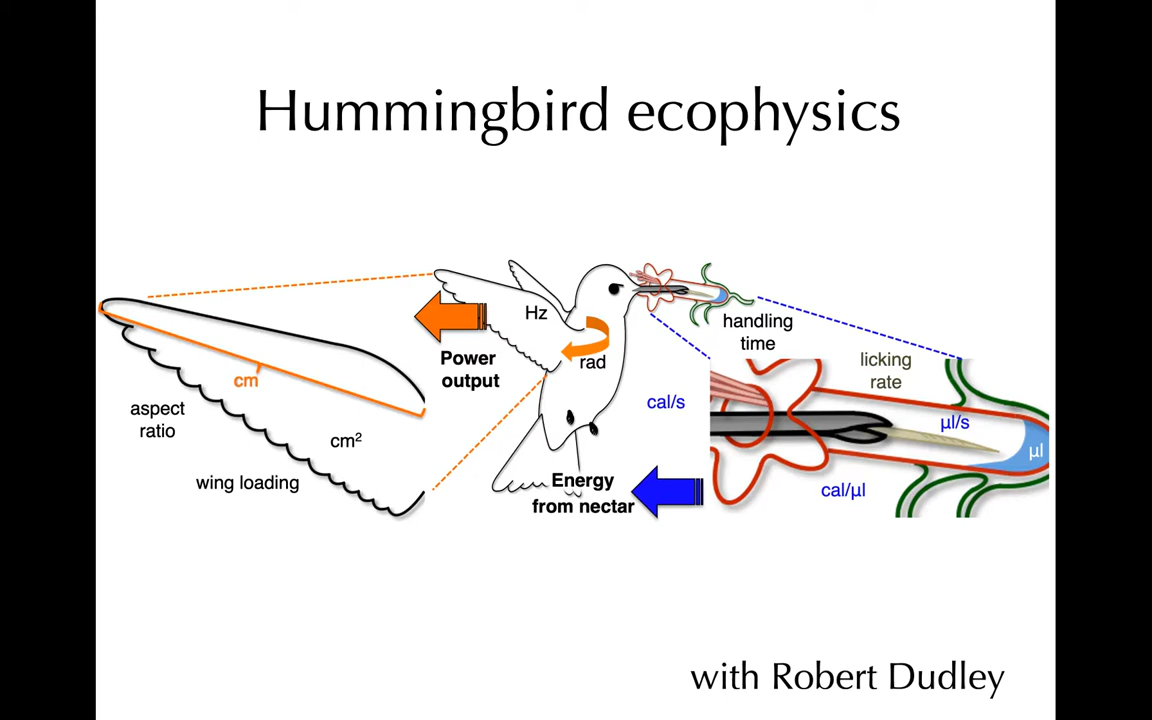 Hummingbird ecophysics
cm
aspect
ratio
cm²
wing loading
Hz
rad
Power
output
Energy
from nectar
handling
time
cal/s
licking
rate
µl/s
µl
cal/µl
with Robert Dudley